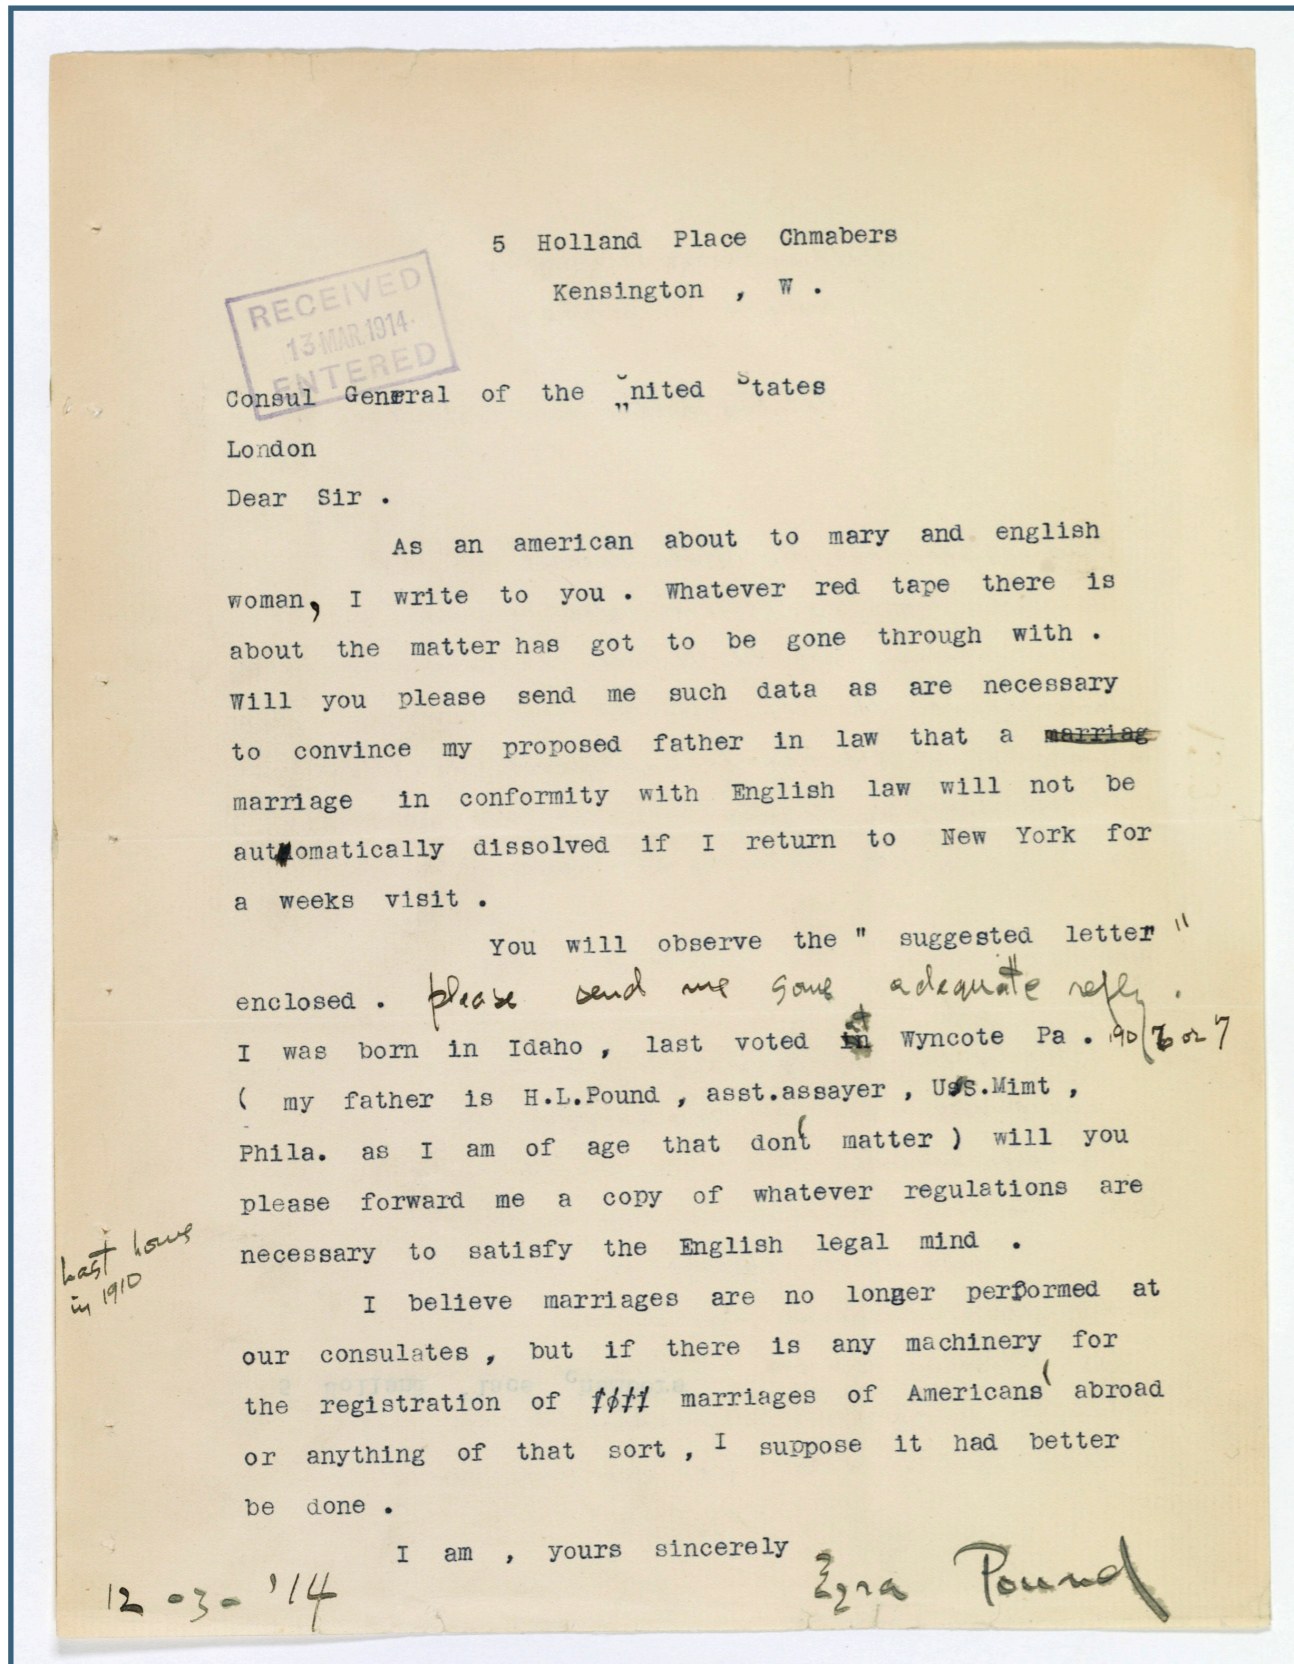 5 Holland Place Chmabers
Kensington , W .
RECEIVED
13 MAR. 1914
ENTERED
Consul General of the United States
London
Dear Sir .
As an american about to mary and english
woman, I write to you . Whatever red tape there is
about the matter has got to be gone through with .
Will you please send me such data as are necessary
to convince my proposed father in law that a marriag
marriage in conformity with English law will not be
automatically dissolved if I return to New York for
a weeks visit .
You will observe the " suggested letter "
enclosed . please send me some adequate reply .
I was born in Idaho , last voted at Wyncote Pa . 190/6 or 7
( my father is H.L.Pound , asst.assayer , U.S.Mimt ,
Phila. as I am of age that don't matter ) will you
please forward me a copy of whatever regulations are
necessary to satisfy the English legal mind .
Last home
in 1910
I believe marriages are no longer performed at
our consulates , but if there is any machinery for
the registration of marriages of Americans' abroad
or anything of that sort , I suppose it had better
be done .
I am , yours sincerely
Ezra Pound
12 - 3 - '14